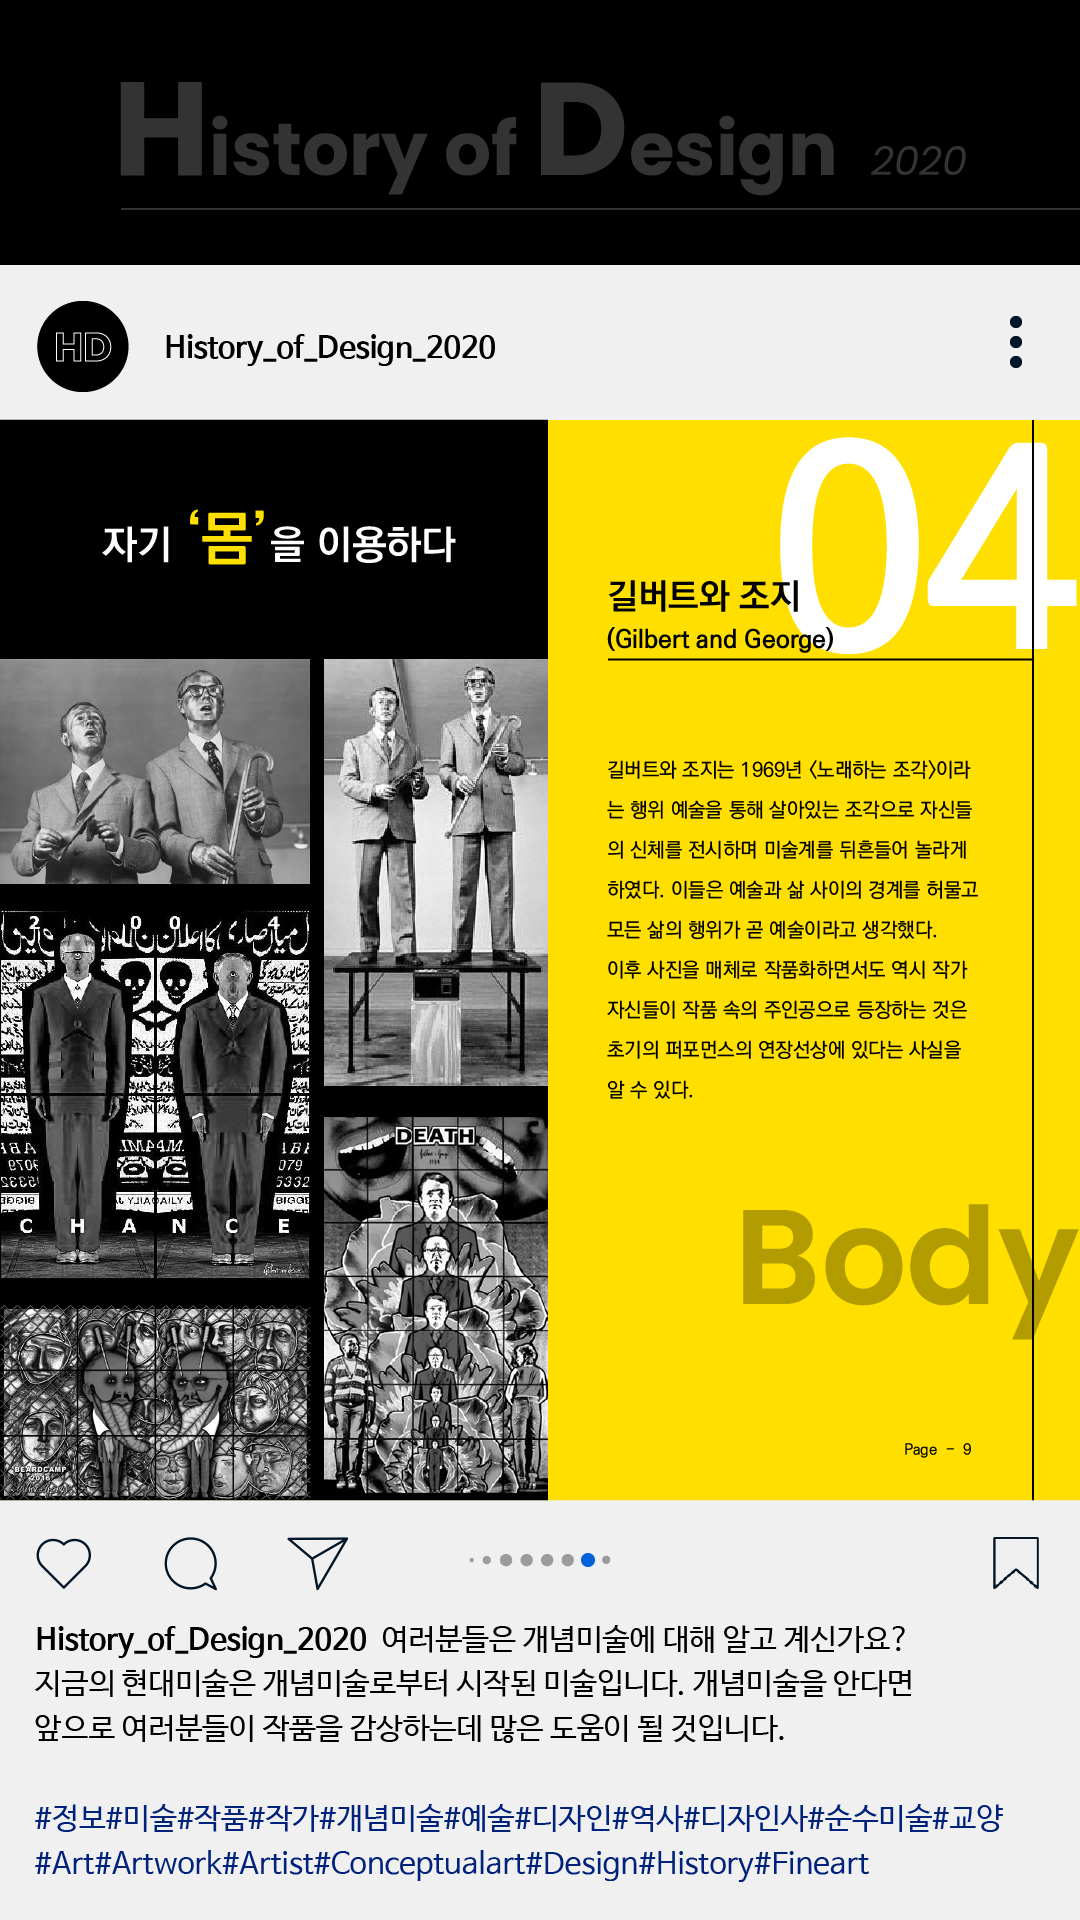 History of Design 2020
HD
History_of_Design_2020
자기 ‘몸’을 이용하다
04
길버트와 조지
(Gilbert and George)
길버트와 조지는 1969년 〈노래하는 조각〉이라
는 행위 예술을 통해 살아있는 조각으로 자신들
의 신체를 전시하며 미술계를 뒤흔들어 놀라게
하였다. 이들은 예술과 삶 사이의 경계를 허물고
모든 삶의 행위가 곧 예술이라고 생각했다.
이후 사진을 매체로 작품화하면서도 역시 작가
자신들이 작품 속의 주인공으로 등장하는 것은
초기의 퍼포먼스의 연장선상에 있다는 사실을
알 수 있다.
2 0 0 4
CHANCE
DEATH
BEARDCAMP
2016
Body
Page - 9
History_of_Design_2020 여러분들은 개념미술에 대해 알고 계신가요?
지금의 현대미술은 개념미술로부터 시작된 미술입니다. 개념미술을 안다면
앞으로 여러분들이 작품을 감상하는데 많은 도움이 될 것입니다.
#정보#미술#작품#작가#개념미술#예술#디자인#역사#디자인사#순수미술#교양
#Art#Artwork#Artist#Conceptualart#Design#History#Fineart